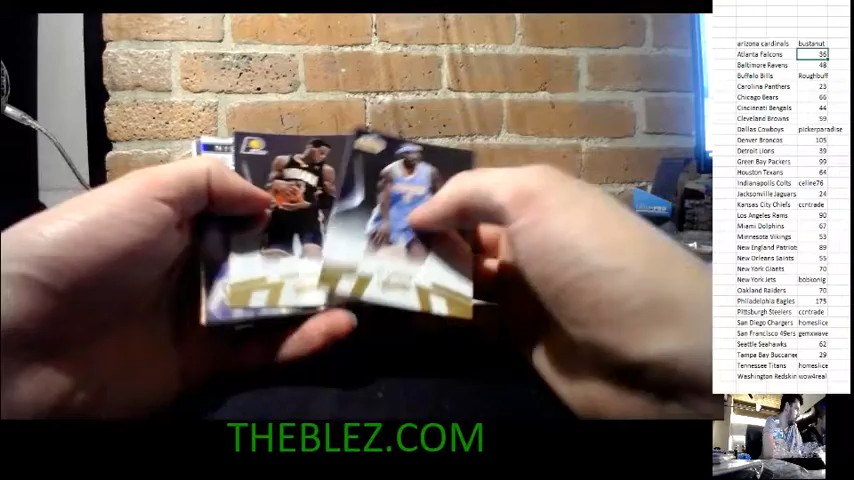 arizona cardinals bustanut
Atlanta Falcons 36
Baltimore Ravens 48
Buffalo Bills Roughbuff
Carolina Panthers 23
Chicago Bears 66
Cincinnati Bengals 44
Cleveland Browns 59
Dallas Cowboys pickerparadise
Denver Broncos 105
Detroit Lions 39
Green Bay Packers 99
Houston Texans 64
Indianapolis Colts celine76
Jacksonville Jaguars 24
Kansas City Chiefs ccntrade
Los Angeles Rams 90
Miami Dolphins 67
Minnesota Vikings 53
New England Patriots 89
New Orleans Saints 55
New York Giants 70
New York Jets bobkonig
Oakland Raiders 70
Philadelphia Eagles 175
Pittsburgh Steelers ccntrade
San Diego Chargers homeslice
San Francisco 49ers gemxwave
Seattle Seahawks 62
Tampa Bay Buccanee 29
Tennessee Titans homeslice
Washington Redskin wow4real
THEBLEZ.COM